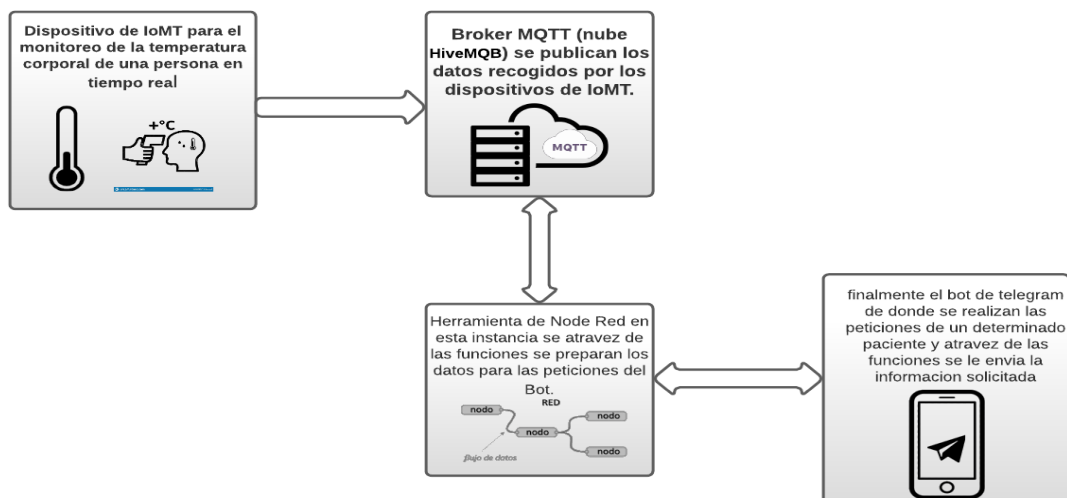 Dispositivo de IoMT para el
monitoreo de la temperatura
corporal de una persona en
tiempo real
+°C
Broker MQTT (nube
HiveMQB) se publican los
datos recogidos por los
dispositivos de IoMT.
MQTT
Herramienta de Node Red en
esta instancia se atravez de
las funciones se preparan los
datos para las peticiones del
Bot.
RED
nodo
nodo
nodo
nodo
flujo de datos
finalmente el bot de telegram
de donde se realizan las
peticiones de un determinado
paciente y atravez de las
funciones se le envia la
informacion solicitada